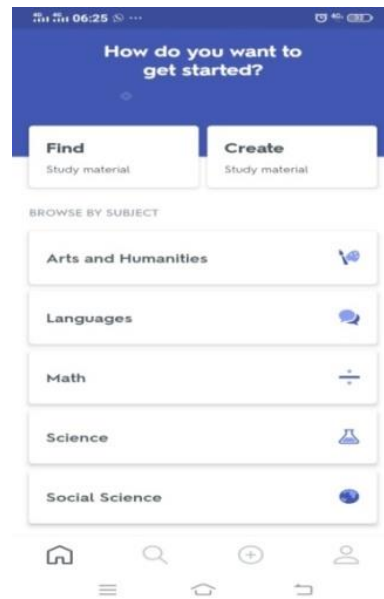 06:25
How do you want to
get started?
Find
Study material
Create
Study material
BROWSE BY SUBJECT
Arts and Humanities
Languages
Math
Science
Social Science